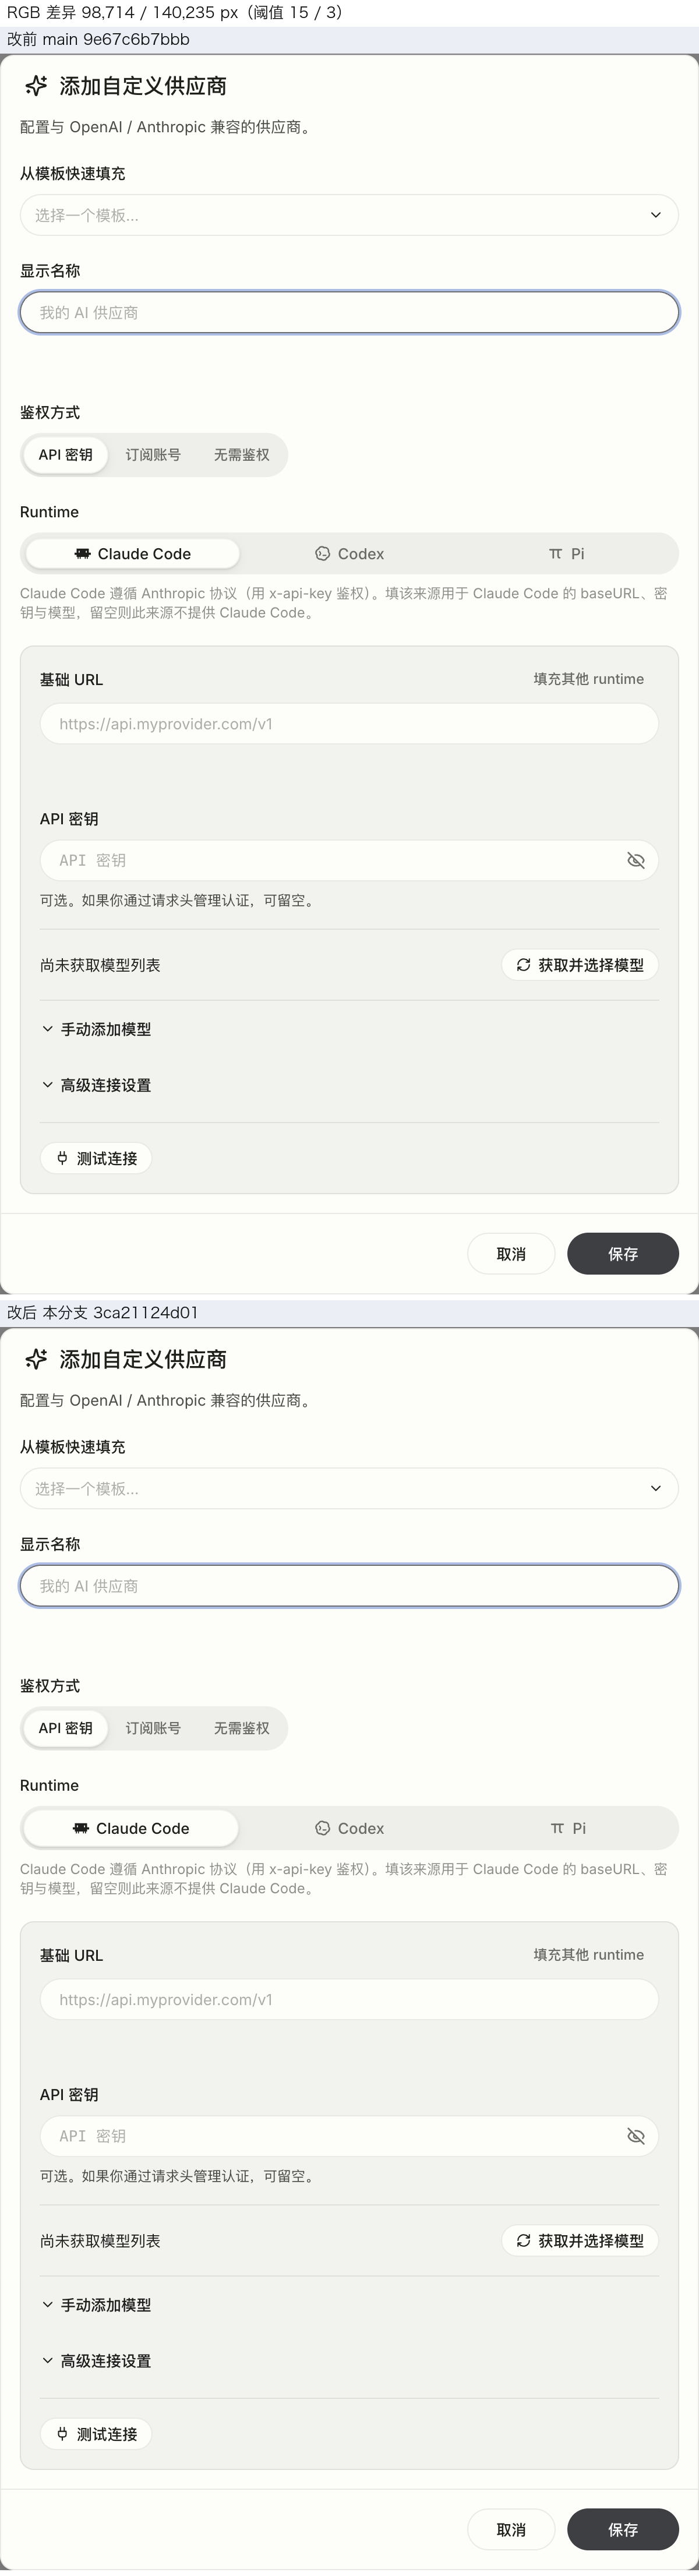 RGB 差异 98,714 / 140,235 px（阈值 15 / 3）
改前 main 9e67c6b7bbb
添加自定义供应商
配置与 OpenAI / Anthropic 兼容的供应商。
从模板快速填充
选择一个模板...
显示名称
我的 AI 供应商
鉴权方式
API 密钥 订阅账号 无需鉴权
Runtime
Claude Code Codex Pi
Claude Code 遵循 Anthropic 协议（用 x-api-key 鉴权）。填该来源用于 Claude Code 的 baseURL、密
钥与模型，留空则此来源不提供 Claude Code。
基础 URL 填充其他 runtime
https://api.myprovider.com/v1
API 密钥
API 密钥
可选。如果你通过请求头管理认证，可留空。
尚未获取模型列表 获取并选择模型
手动添加模型
高级连接设置
测试连接
取消 保存
改后 本分支 3ca21124d01
添加自定义供应商
配置与 OpenAI / Anthropic 兼容的供应商。
从模板快速填充
选择一个模板...
显示名称
我的 AI 供应商
鉴权方式
API 密钥 订阅账号 无需鉴权
Runtime
Claude Code Codex Pi
Claude Code 遵循 Anthropic 协议（用 x-api-key 鉴权）。填该来源用于 Claude Code 的 baseURL、密
钥与模型，留空则此来源不提供 Claude Code。
基础 URL 填充其他 runtime
https://api.myprovider.com/v1
API 密钥
API 密钥
可选。如果你通过请求头管理认证，可留空。
尚未获取模型列表 获取并选择模型
手动添加模型
高级连接设置
测试连接
取消 保存